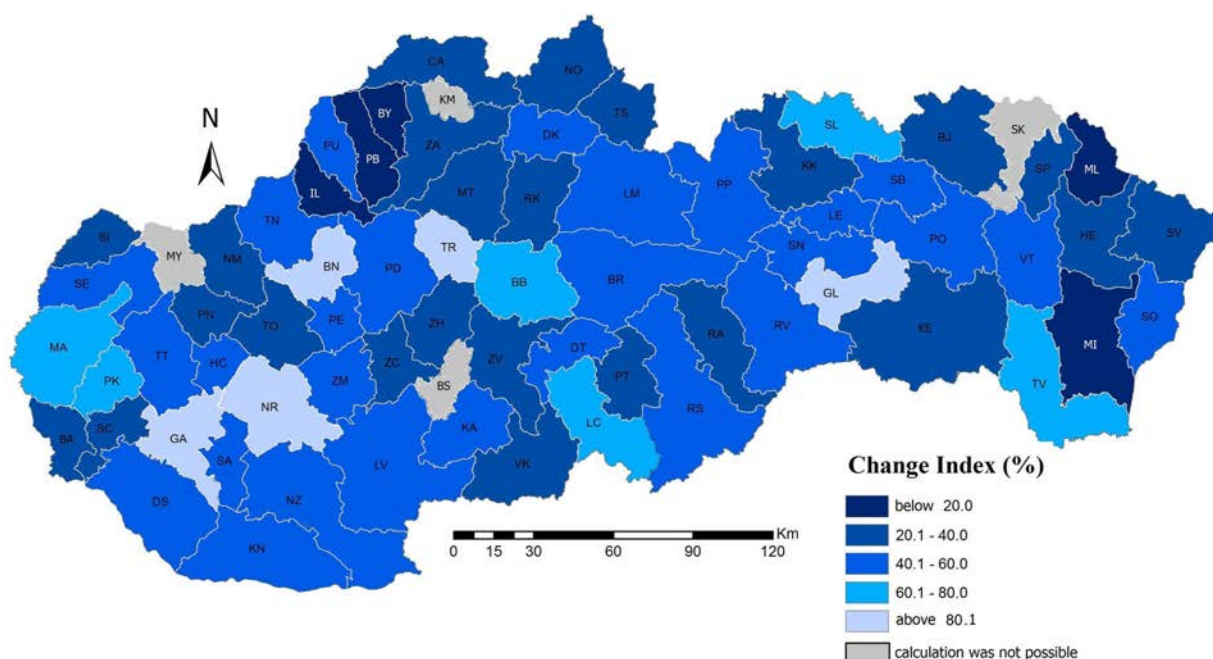 CA
NO
KM
BY
TS
N
PU
PB
ZA
DK
SL
BJ
SK
SP
ML
IL
MT
RK
LM
PP
KK
SB
TN
LE
HE
SV
SI
MY
NM
BN
PD
TR
BB
BR
SN
PO
VT
SE
GL
SO
MA
PN
TO
PE
ZH
RA
RV
KE
MI
PK
TT
HC
ZM
ZC
BS
ZV
DT
PT
TV
BA
SC
GA
NR
SA
LV
KA
VK
LC
RS
DS
NZ
KN
Km
0 15 30 60 90 120
Change Index (%)
below 20.0
20.1 - 40.0
40.1 - 60.0
60.1 - 80.0
above 80.1
calculation was not possible